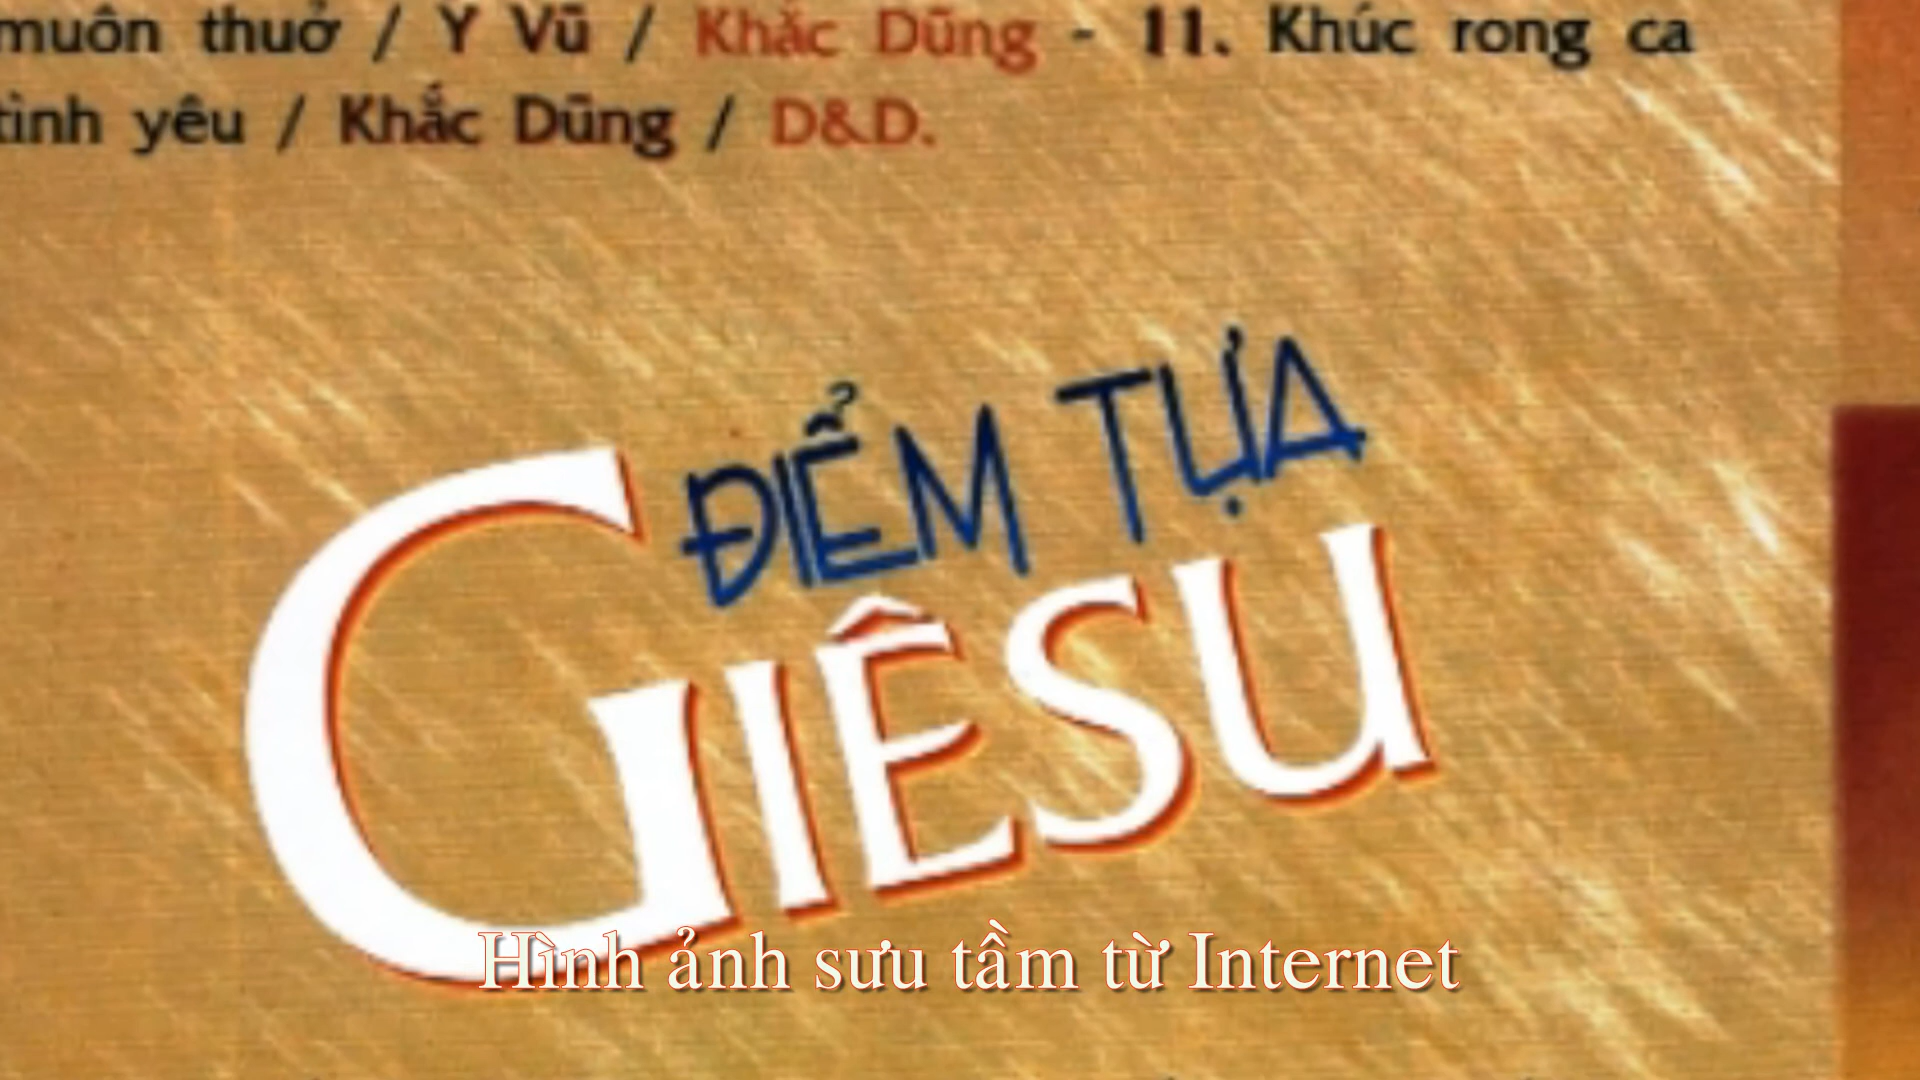 muôn thuở / Y Vũ / Khắc Dũng - 11. Khúc rong ca
tình yêu / Khắc Dũng / D&D.
ĐIỂM TỰA
GIÊSU
Hình ảnh sưu tầm từ Internet